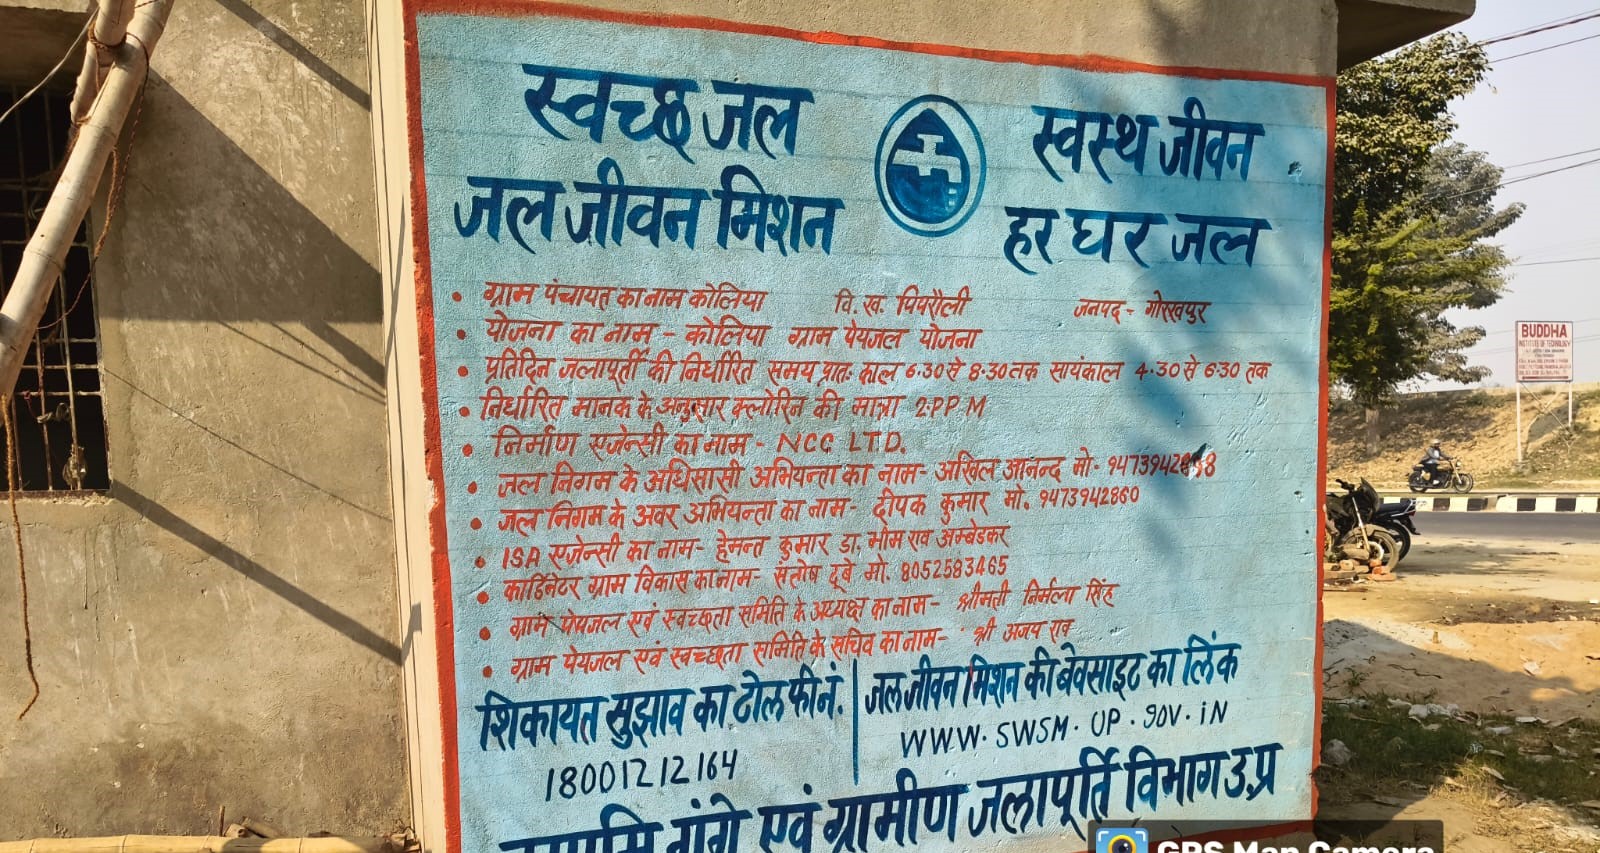 स्वच्छ जल स्वस्थ जीवन
जल जीवन मिशन हर घर जल
• ग्राम पंचायत का नाम कोलिया वि. ख. पिपरौली जनपद - गोरखपुर
• योजना का नाम - कोलिया ग्राम पेयजल योजना
• प्रतिदिन जलापूर्ती की निर्धारित समय प्रात: काल 6.30 से 8.30 तक सायंकाल 4.30 से 6.30 तक
• निर्धारित मानक के अनुसार क्लोरिन की मात्रा 2.PPM
• निर्माण एजेन्सी का नाम - NCC LTD.
• जल निगम के अधिसासी अभियन्ता का नाम - अखिल आनन्द मो.
• जल निगम के अवर अभियन्ता का नाम - दीपक कुमार मो. 9473942860
• ISA एजेन्सी का नाम - हेमन्त कुमार डा. भीम राव अम्बेडकर
• कार्डिनेटर ग्राम विकास का नाम - संतोष दूबे मो. 8052583465
• ग्राम पेयजल एवं स्वच्छता समिति के अध्यक्ष का नाम - श्रीमती निर्मला सिंह
• ग्राम पेयजल एवं स्वच्छता समिति के सचिव का नाम - श्री अजय राव
शिकायत सुझाव का टोल फ्री नं. जल जीवन मिशन की बेवसाइट का लिंक
18001212164 WWW.SWSM.UP.gov.iN
गंगे एवं ग्रामीण जलापूर्ति विभाग उ.प्र
BUDDHA
INSTITUTE OF TECHNOLOGY
GPS Map Camera